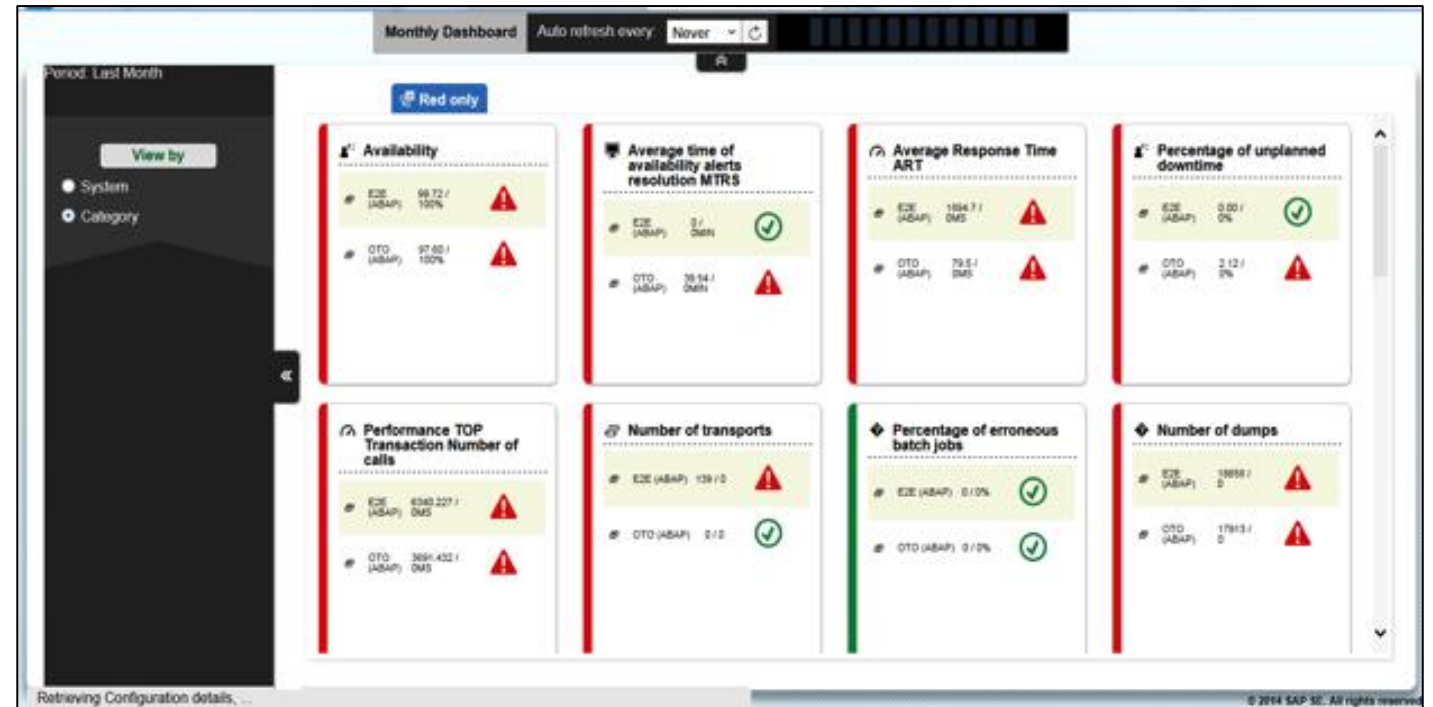 Monthly Dashboard Auto refresh every: Never
Period: Last Month
Red only
View by
System
Category
Availability
E2E (ABAP) 99.72 / 100%
OTO (ABAP) 97.60 / 100%
Average time of
availability alerts
resolution MTRS
E2E (ABAP) 0 / 0MIN
OTO (ABAP) 39.54 / 0MIN
Average Response Time
ART
E2E (ABAP) 1694.7 / 0MS
OTO (ABAP) 79.5 / 0MS
Percentage of unplanned
downtime
E2E (ABAP) 0.00 / 0%
OTO (ABAP) 2.12 / 0%
Performance TOP
Transaction Number of
calls
E2E (ABAP) 6340.227 / 0MS
OTO (ABAP) 3691.432 / 0MS
Number of transports
E2E (ABAP) 139 / 0
OTO (ABAP) 0 / 0
Percentage of erroneous
batch jobs
E2E (ABAP) 0 / 0%
OTO (ABAP) 0 / 0%
Number of dumps
E2E (ABAP) / 0
OTO (ABAP) 17913 / 0
Retrieving Configuration details, ...
© 2014 SAP SE. All rights reserved